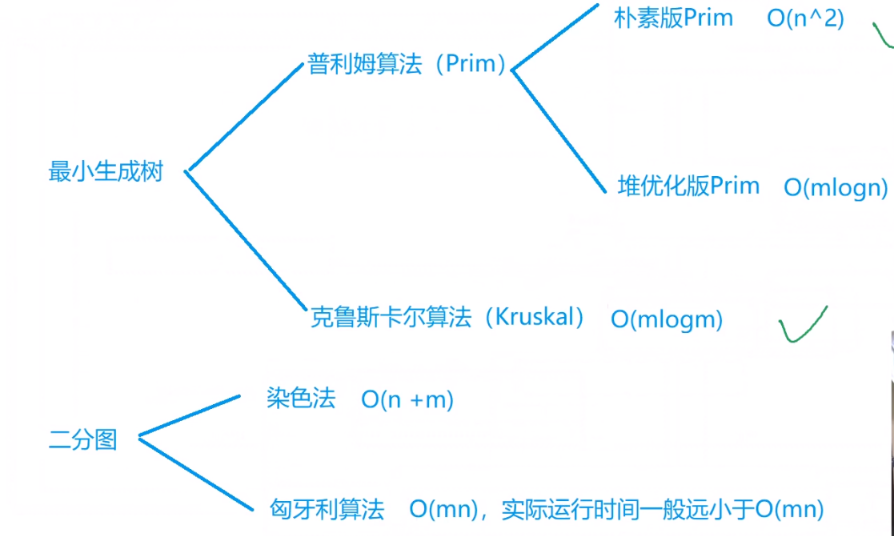 朴素版Prim O(n^2)
普利姆算法（Prim）
最小生成树
堆优化版Prim O(mlogn)
克鲁斯卡尔算法（Kruskal） O(mlogm)
染色法 O(n +m)
二分图
匈牙利算法 O(mn)，实际运行时间一般远小于O(mn)